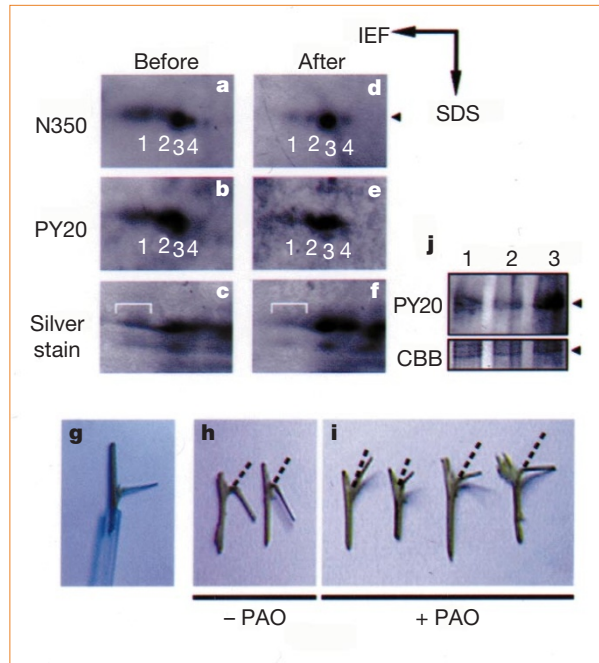 IEF
Before After
SDS
a d
N350
1 2 3 4 1 2 3 4
b e
PY20
1 2 3 4 1 2 3 4
j
1 2 3
PY20
CBB
c f
Silver
stain
g h i
– PAO + PAO